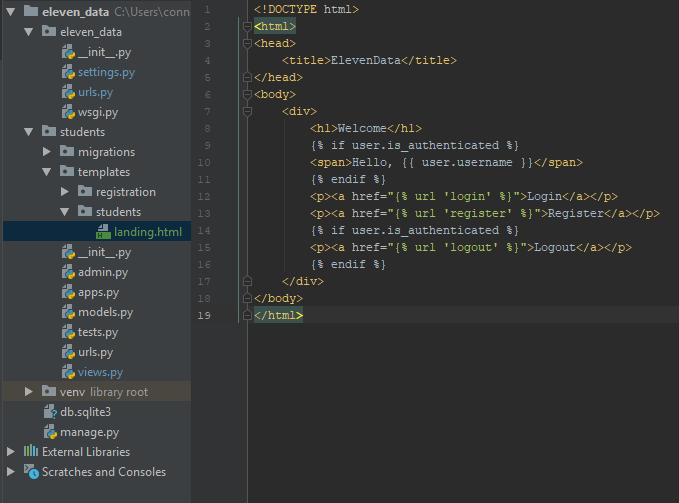 eleven_data C:\Users\conn
eleven_data
__init__.py
settings.py
urls.py
wsgi.py
students
migrations
templates
registration
students
landing.html
__init__.py
admin.py
apps.py
models.py
tests.py
urls.py
views.py
venv library root
db.sqlite3
manage.py
External Libraries
Scratches and Consoles
1 <!DOCTYPE html>
2 <html>
3 <head>
4 <title>ElevenData</title>
5 </head>
6 <body>
7 <div>
8 <h1>Welcome</h1>
9 {% if user.is_authenticated %}
10 <span>Hello, {{ user.username }}</span>
11 {% endif %}
12 <p><a href="{% url 'login' %}">Login</a></p>
13 <p><a href="{% url 'register' %}">Register</a></p>
14 {% if user.is_authenticated %}
15 <p><a href="{% url 'logout' %}">Logout</a></p>
16 {% endif %}
17 </div>
18 </body>
19 </html>